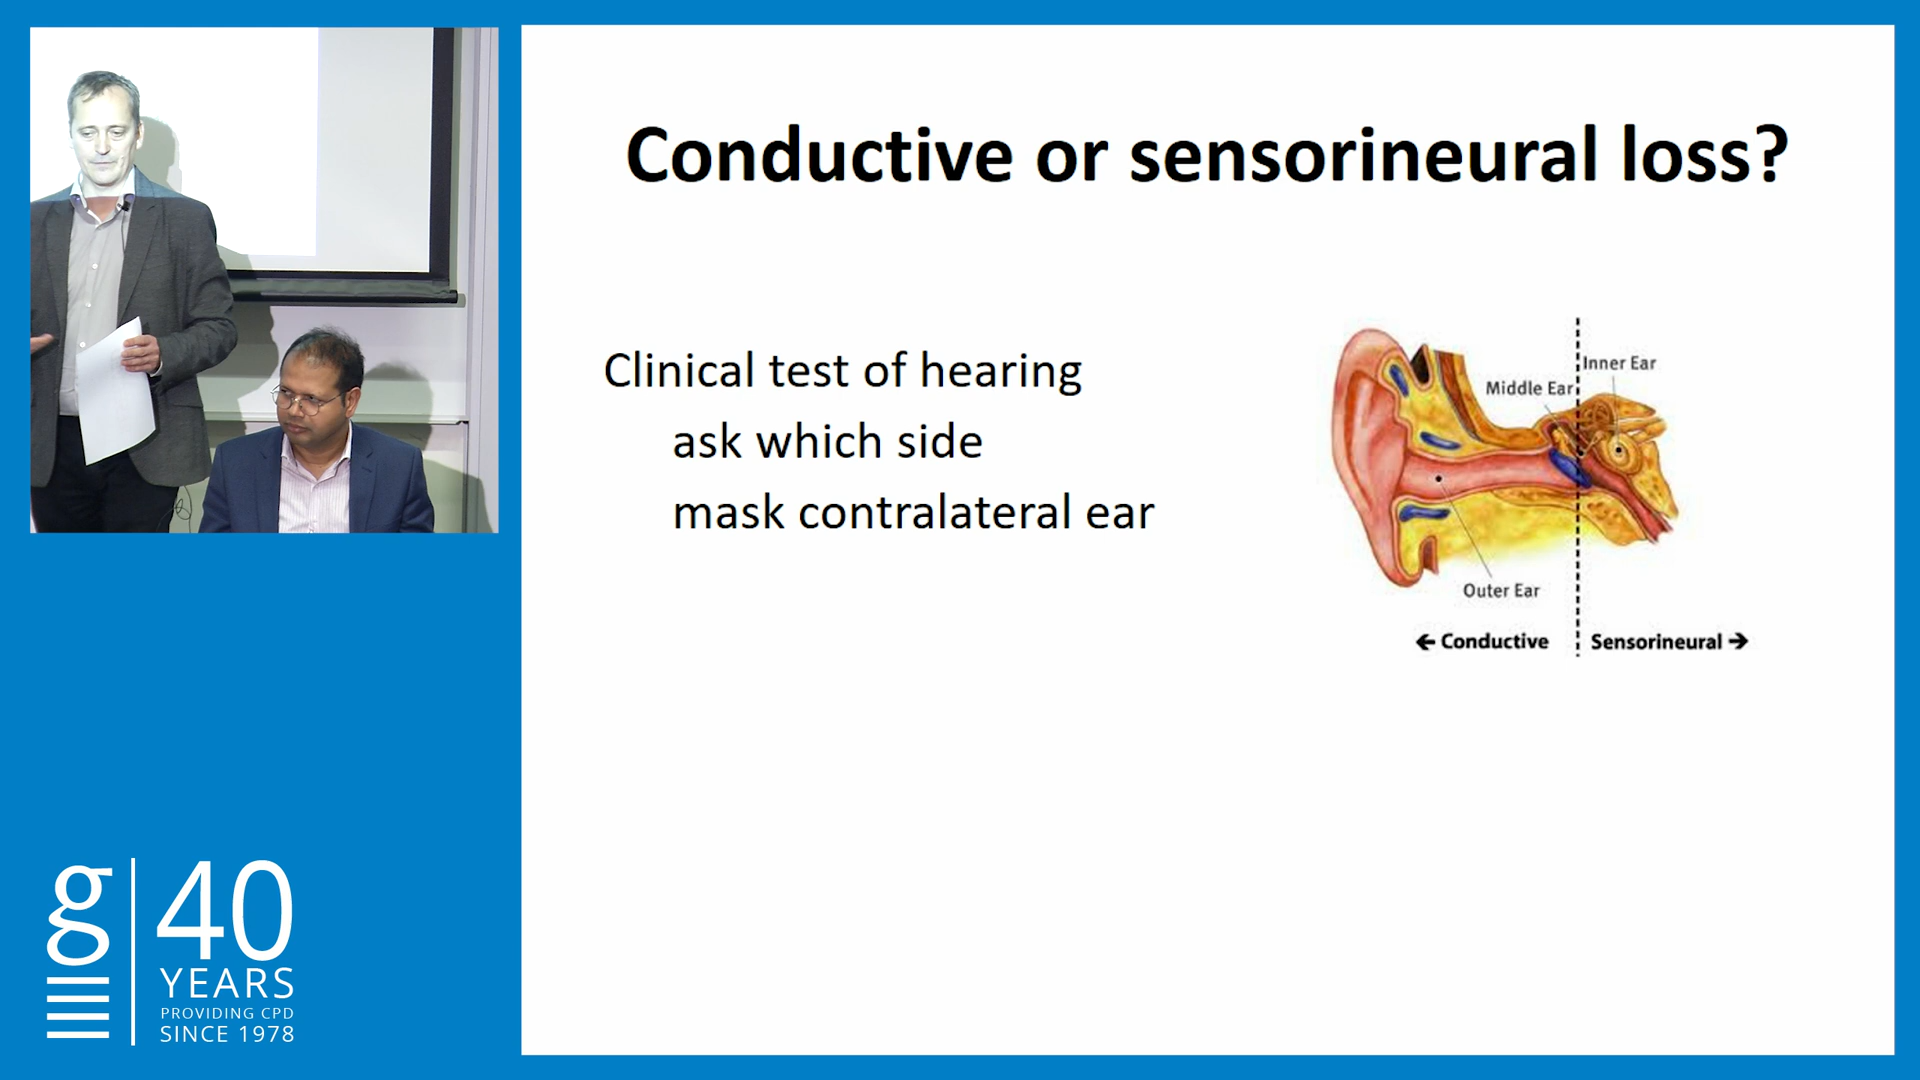 Conductive or sensorineural loss?
Clinical test of hearing
ask which side
mask contralateral ear
Inner Ear
Middle Ear
Outer Ear
← Conductive
Sensorineural →
g
40
YEARS
PROVIDING CPD
SINCE 1978